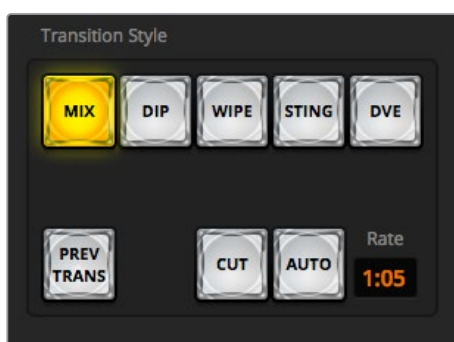 Transition Style
MIX
DIP
WIPE
STING
DVE
PREV
TRANS
CUT
AUTO
Rate
1:05